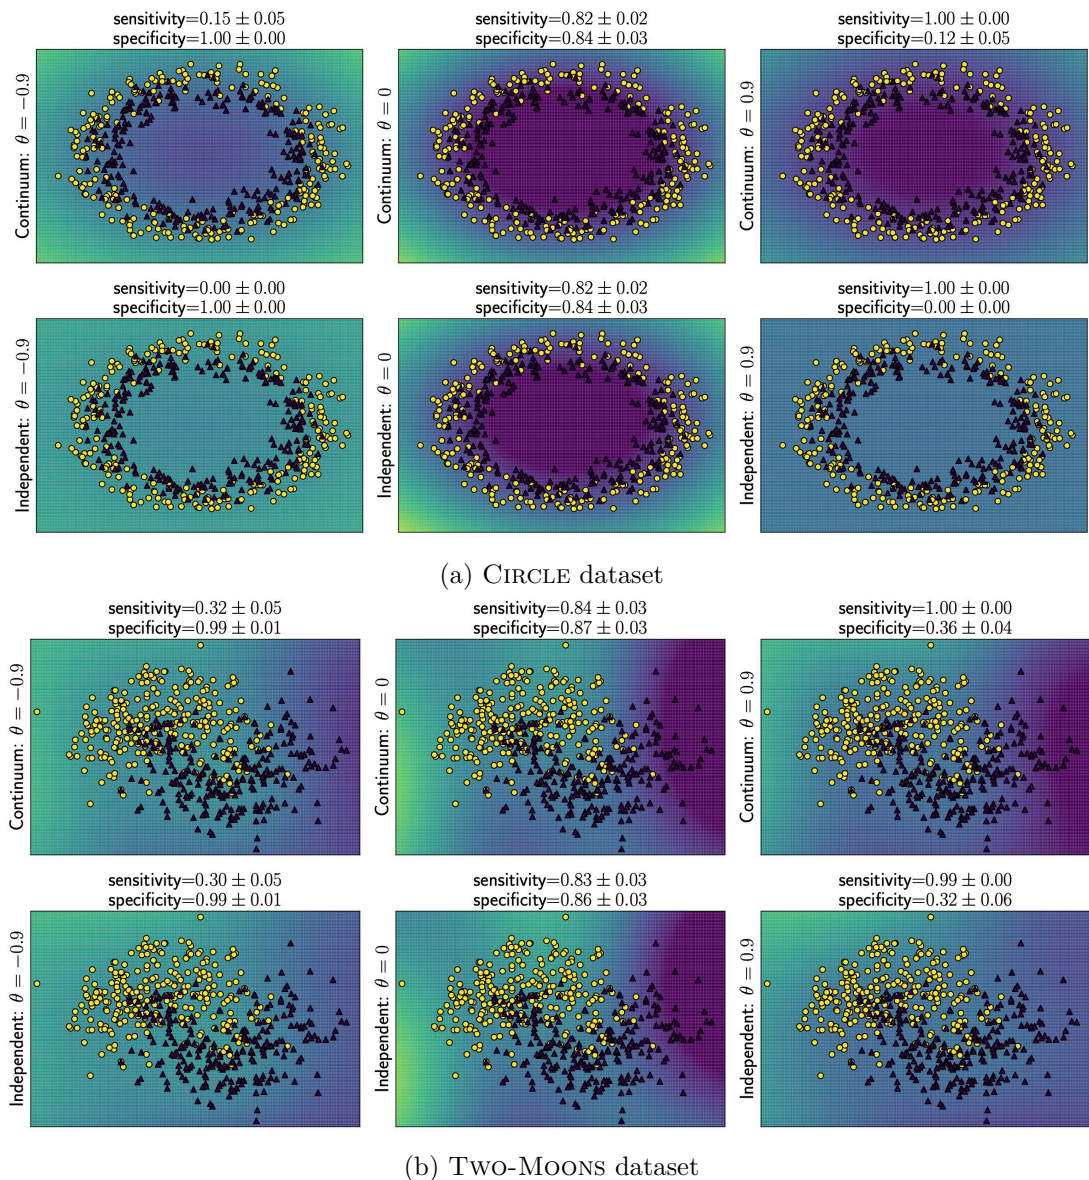 sensitivity=0.15 ± 0.05
specificity=1.00 ± 0.00
sensitivity=0.82 ± 0.02
specificity=0.84 ± 0.03
sensitivity=1.00 ± 0.00
specificity=0.12 ± 0.05
Continuum: θ = −0.9
Continuum: θ = 0
Continuum: θ = 0.9
sensitivity=0.00 ± 0.00
specificity=1.00 ± 0.00
sensitivity=0.82 ± 0.02
specificity=0.84 ± 0.03
sensitivity=1.00 ± 0.00
specificity=0.00 ± 0.00
Independent: θ = −0.9
Independent: θ = 0
Independent: θ = 0.9
(a) CIRCLE dataset
sensitivity=0.32 ± 0.05
specificity=0.99 ± 0.01
sensitivity=0.84 ± 0.03
specificity=0.87 ± 0.03
sensitivity=1.00 ± 0.00
specificity=0.36 ± 0.04
Continuum: θ = −0.9
Continuum: θ = 0
Continuum: θ = 0.9
sensitivity=0.30 ± 0.05
specificity=0.99 ± 0.01
sensitivity=0.83 ± 0.03
specificity=0.86 ± 0.03
sensitivity=0.99 ± 0.00
specificity=0.32 ± 0.06
Independent: θ = −0.9
Independent: θ = 0
Independent: θ = 0.9
(b) TWO-MOONS dataset